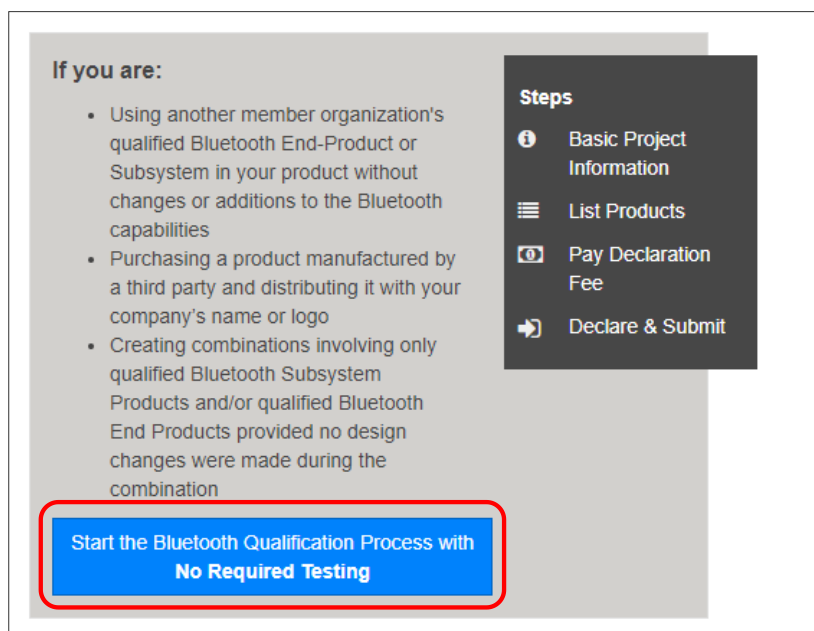 If you are:
Using another member organization's
qualified Bluetooth End-Product or
Subsystem in your product without
changes or additions to the Bluetooth
capabilities
Purchasing a product manufactured by
a third party and distributing it with your
company's name or logo
Creating combinations involving only
qualified Bluetooth Subsystem
Products and/or qualified Bluetooth
End Products provided no design
changes were made during the
combination
Start the Bluetooth Qualification Process with
No Required Testing
Steps
Basic Project
Information
List Products
Pay Declaration
Fee
Declare & Submit